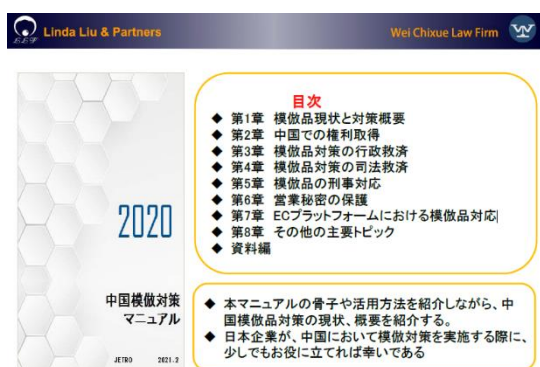 Linda Liu & Partners
Wei Chixue Law Firm
L.L.P
目次
◆ 第1章 模倣品現状と対策概要
◆ 第2章 中国での権利取得
◆ 第3章 模倣品対策の行政救済
◆ 第4章 模倣品対策の司法救済
◆ 第5章 模倣品の刑事対応
◆ 第6章 営業秘密の保護
◆ 第7章 ECプラットフォームにおける模倣品対応
◆ 第8章 その他の主要トピック
◆ 資料編
2020
中国模倣対策
マニュアル
JETRO 2021.3
◆ 本マニュアルの骨子や活用方法を紹介しながら、中
国模倣品対策の現状、概要を紹介する。
◆ 日本企業が、中国において模倣対策を実施する際に、
少しでもお役に立てれば幸いである